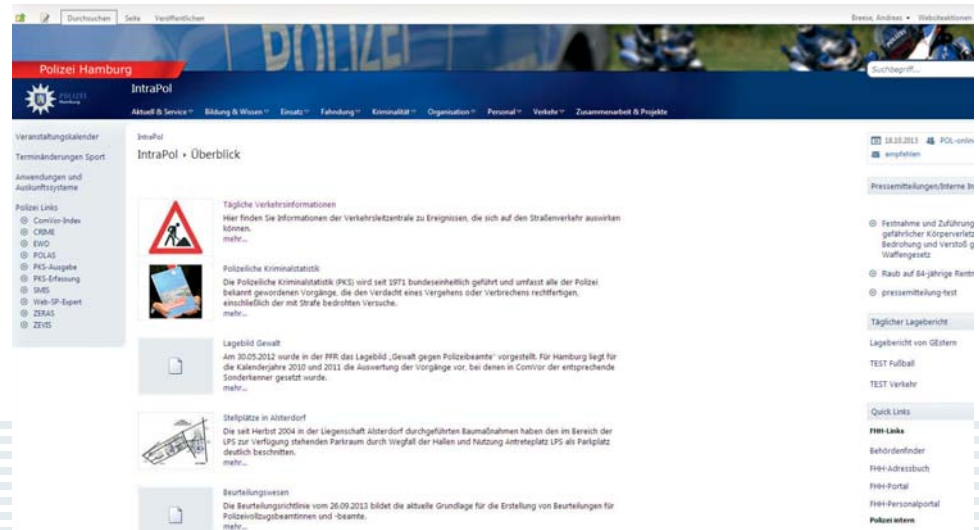 Durchsuchen Seite Veröffentlichen
Breese, Andreas Websiteaktionen
POLIZEI
Polizei Hamburg
Suchbegriff...
POLIZEI
Hamburg
IntraPol
Aktuell & Service Bildung & Wissen Einsatz Fahndung Kriminalität Organisation Personal Verkehr Zusammenarbeit & Projekte
Veranstaltungskalender
Terminänderungen Sport
Anwendungen und
Auskunftssysteme
Polizei Links
ComVor-Index
CRIME
EWO
POLAS
PKS-Ausgabe
PKS-Erfassung
SMIS
Web-SP-Expert
ZERAS
ZEVIS
IntraPol
IntraPol › Überblick
Tägliche Verkehrsinformationen
Hier finden Sie Informationen der Verkehrsleitzentrale zu Ereignissen, die sich auf den Straßenverkehr auswirken
können.
mehr...
Polizeiliche Kriminalstatistik
Die Polizeiliche Kriminalstatistik (PKS) wird seit 1971 bundeseinheitlich geführt und umfasst alle der Polizei
bekannt gewordenen Vorgänge, die den Verdacht eines Vergehens oder Verbrechens rechtfertigen,
einschließlich der mit Strafe bedrohten Versuche.
mehr...
Lagebild Gewalt
Am 30.05.2012 wurde in der PFR das Lagebild „Gewalt gegen Polizeibeamte" vorgestellt. Für Hamburg liegt für
die Kalenderjahre 2010 und 2011 die Auswertung der Vorgänge vor, bei denen in ComVor der entsprechende
Sonderkenner gesetzt wurde.
mehr...
Stellplätze in Alsterdorf
Die seit Herbst 2004 in der Liegenschaft Alsterdorf durchgeführten Baumaßnahmen haben den im Bereich der
LPS zur Verfügung stehenden Parkraum durch Wegfall der Hallen und Nutzung Antreteplatz LPS als Parkplatz
deutlich beschnitten.
mehr...
Beurteilungswesen
Die Beurteilungsrichtlinie vom 26.09.2013 bildet die aktuelle Grundlage für die Erstellung von Beurteilungen für
Polizeivollzugsbeamtinnen und -beamte.
mehr...
18.10.2013 POL-online
empfehlen
Pressemitteilungen/Interne In
Festnahme und Zuführung
gefährlicher Körperverletz
Bedrohung und Verstoß g
Waffengesetz
Raub auf 84-jährige Rentn
pressemitteilung-test
Täglicher Lagebericht
Lagebericht von GEstern
TEST Fußball
TEST Verkehr
Quick Links
FHH-Links
Behördenfinder
FHH-Adressbuch
FHH-Portal
FHH-Personalportal
Polizei intern